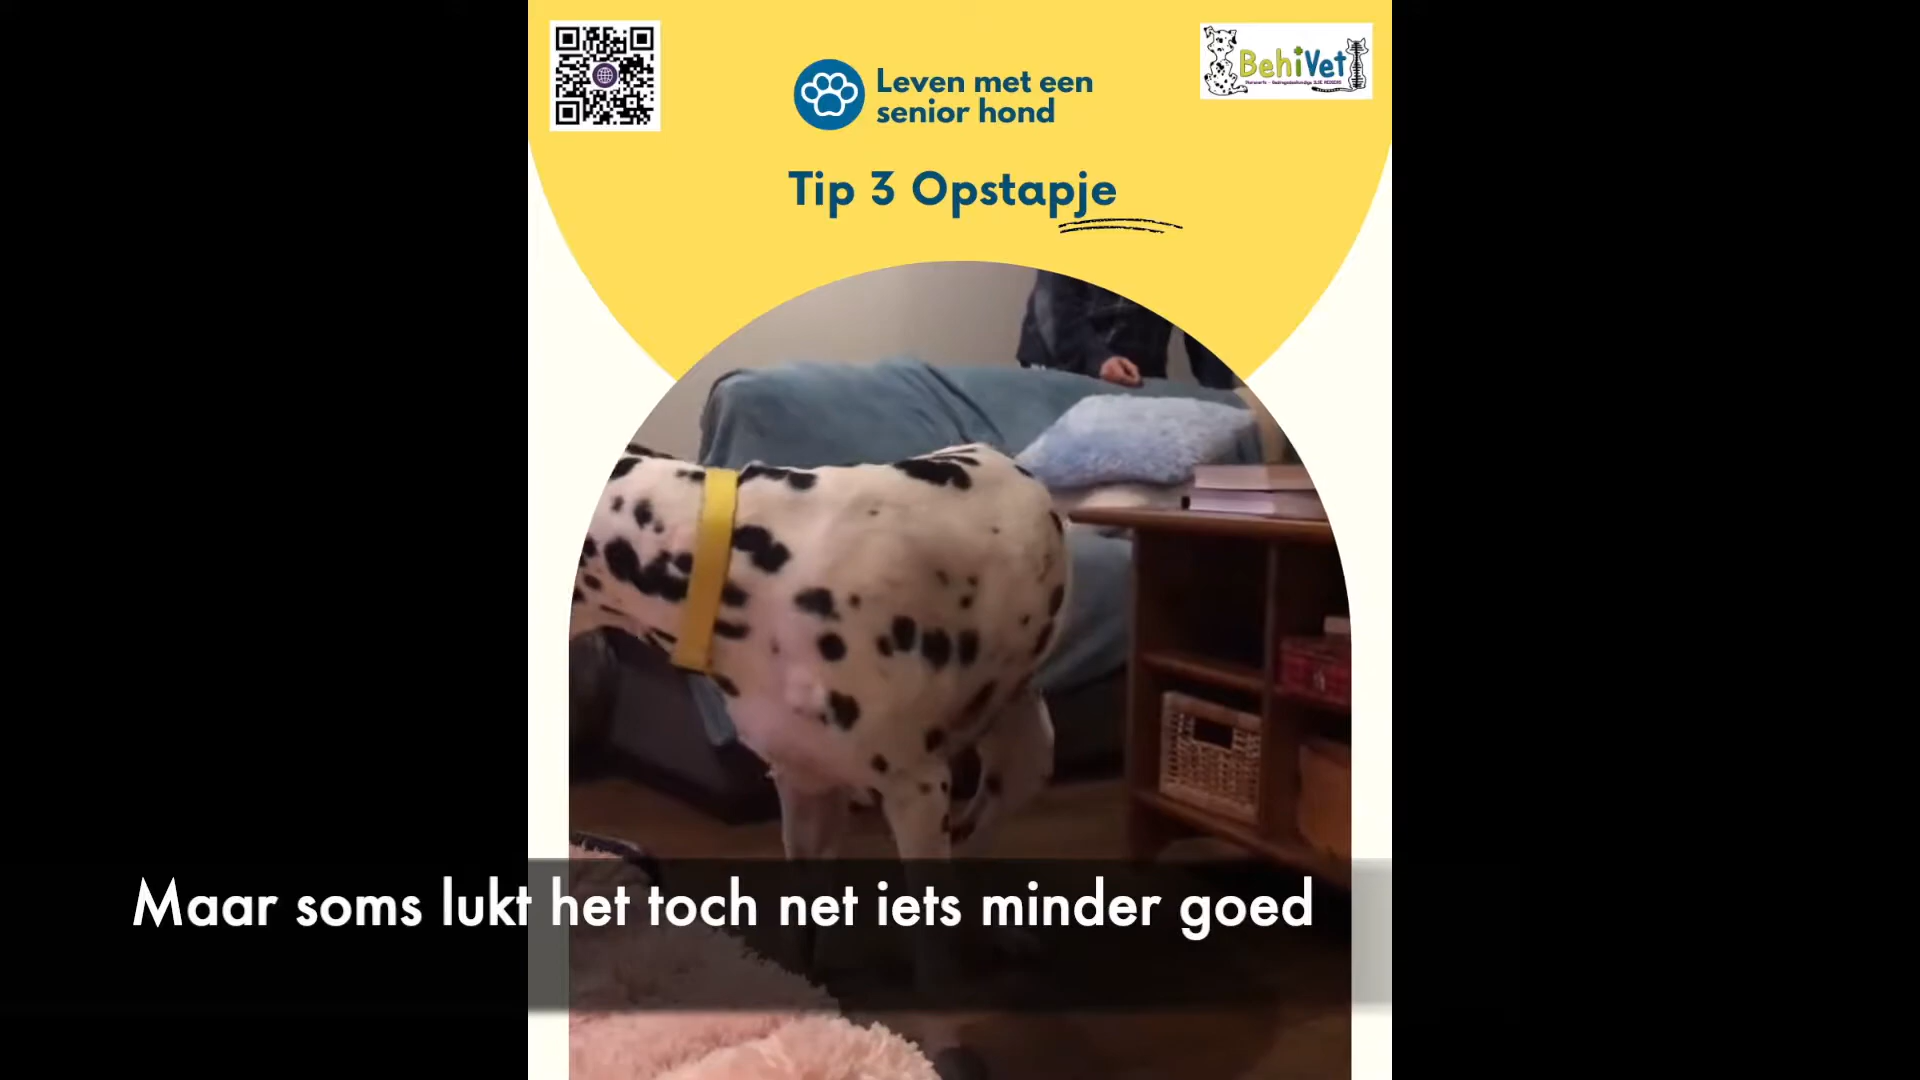 Leven met een
senior hond
BehiVet
Tip 3 Opstapje
Maar soms lukt het toch net iets minder goed